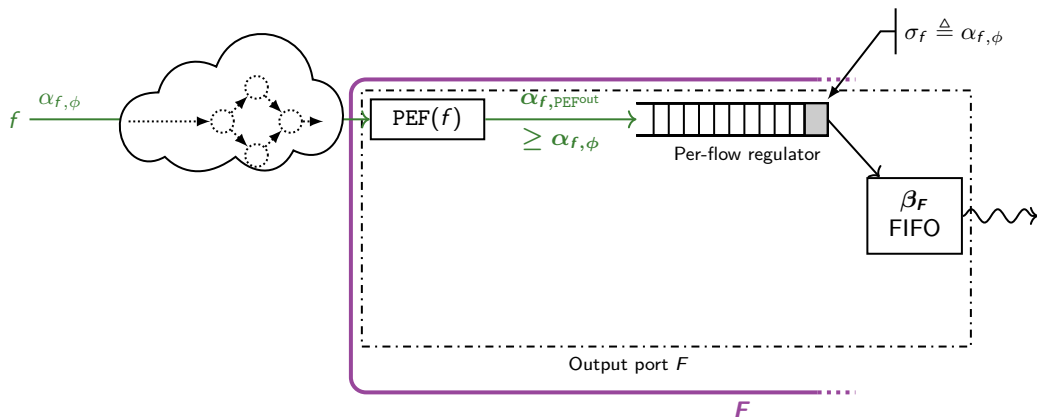 σ_f ≜ α_{f,ϕ}
f
α_{f,ϕ}
PEF(f)
α_{f,PEF^{out}}
≥ α_{f,ϕ}
Per-flow regulator
β_F
FIFO
Output port F
F